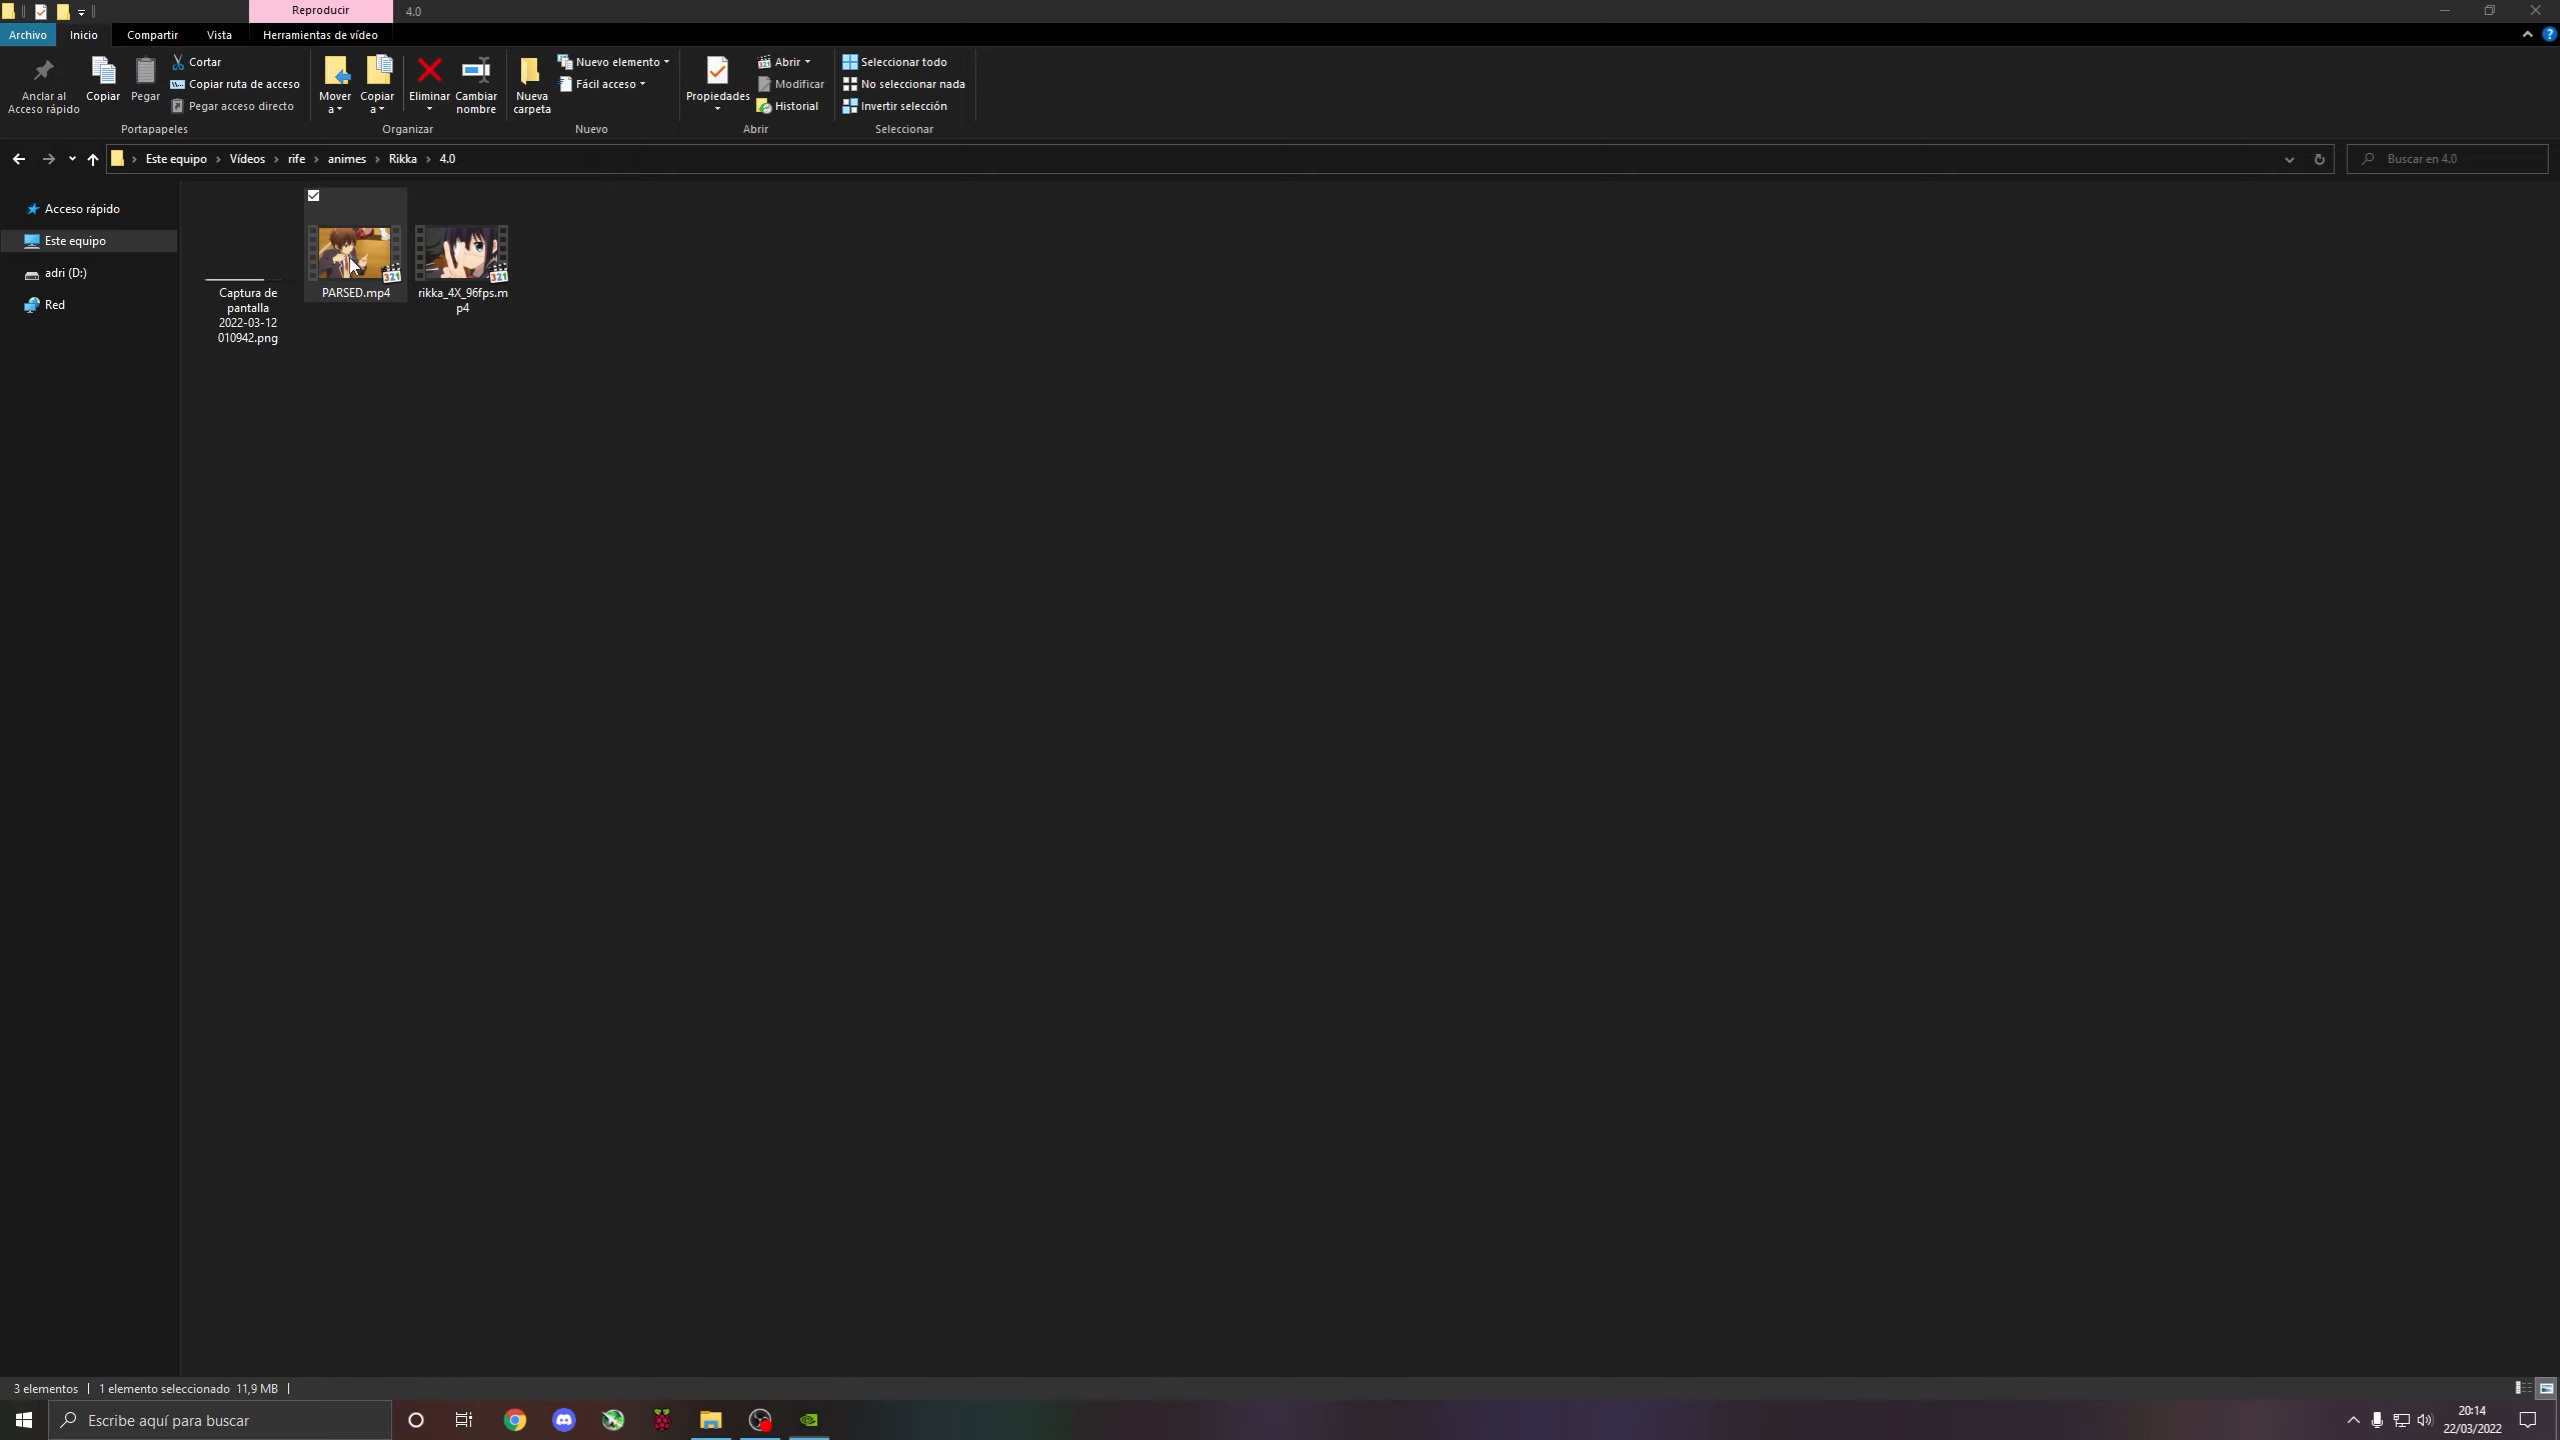 Reproducir
4.0
Archivo
Inicio
Compartir
Vista
Herramientas de vídeo
Anclar al
Acceso rápido
Copiar
Pegar
Cortar
Copiar ruta de acceso
Pegar acceso directo
Portapapeles
Mover
a
Copiar
a
Eliminar
Cambiar
nombre
Organizar
Nueva
carpeta
Nuevo elemento
Fácil acceso
Nuevo
Propiedades
Abrir
Modificar
Historial
Abrir
Seleccionar todo
No seleccionar nada
Invertir selección
Seleccionar
Este equipo > Vídeos > rife > animes > Rikka > 4.0
Buscar en 4.0
Acceso rápido
Este equipo
adri (D:)
Red
Captura de
pantalla
2022-03-12
010942.png
321
PARSED.mp4
321
rikka_4X_96fps.m
p4
3 elementos
1 elemento seleccionado 11,9 MB
Escribe aquí para buscar
20:14
22/03/2022